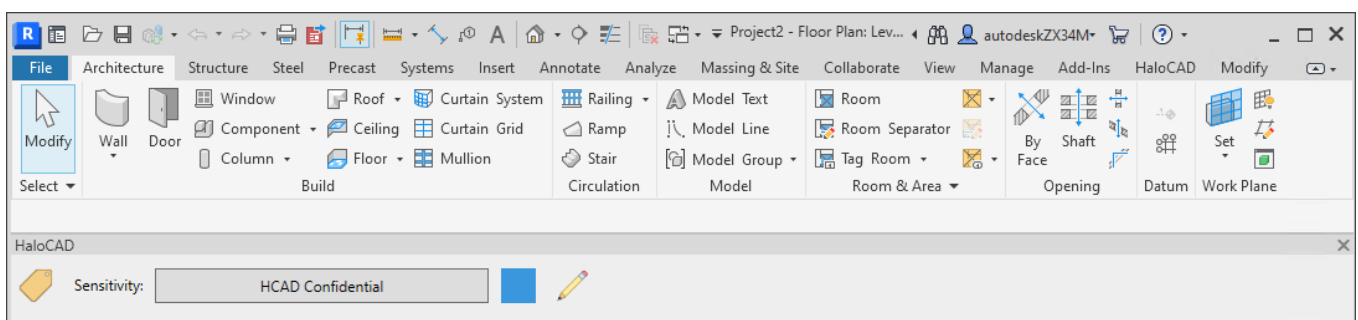 R Project2 - Floor Plan: Lev... autodeskZX34M
File Architecture Structure Steel Precast Systems Insert Annotate Analyze Massing & Site Collaborate View Manage Add-Ins HaloCAD Modify
Modify Wall Door Window Component Column Roof Ceiling Floor Curtain System Curtain Grid Mullion Railing Ramp Stair Model Text Model Line Model Group Room Room Separator Tag Room By Face Shaft Set
Select Build Circulation Model Room & Area Opening Datum Work Plane
HaloCAD
Sensitivity: HCAD Confidential